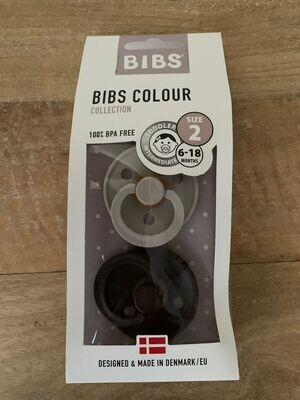 BIBS
BIBS COLOUR
COLLECTION
100% BPA FREE
SIZE
2
TODDLER
INTERMEDIATE
6-18
MONTHS
DESIGNED & MADE IN DENMARK/EU